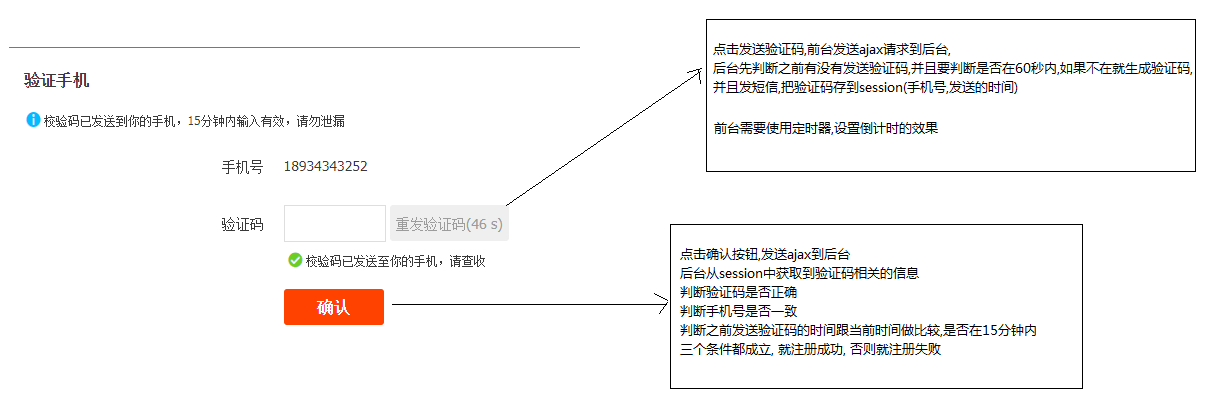 验证手机
校验码已发送到你的手机，15分钟内输入有效，请勿泄漏
手机号 18934343252
验证码 重发验证码(46 s)
校验码已发送至你的手机，请查收
确认
点击发送验证码,前台发送ajax请求到后台,
后台先判断之前有没有发送验证码,并且要判断是否在60秒内,如果不在就生成验证码,
并且发短信,把验证码存到session(手机号,发送的时间)
前台需要使用定时器,设置倒计时的效果
点击确认按钮,发送ajax到后台
后台从session中获取到验证码相关的信息
判断验证码是否正确
判断手机号是否一致
判断之前发送验证码的时间跟当前时间做比较,是否在15分钟内
三个条件都成立, 就注册成功, 否则就注册失败